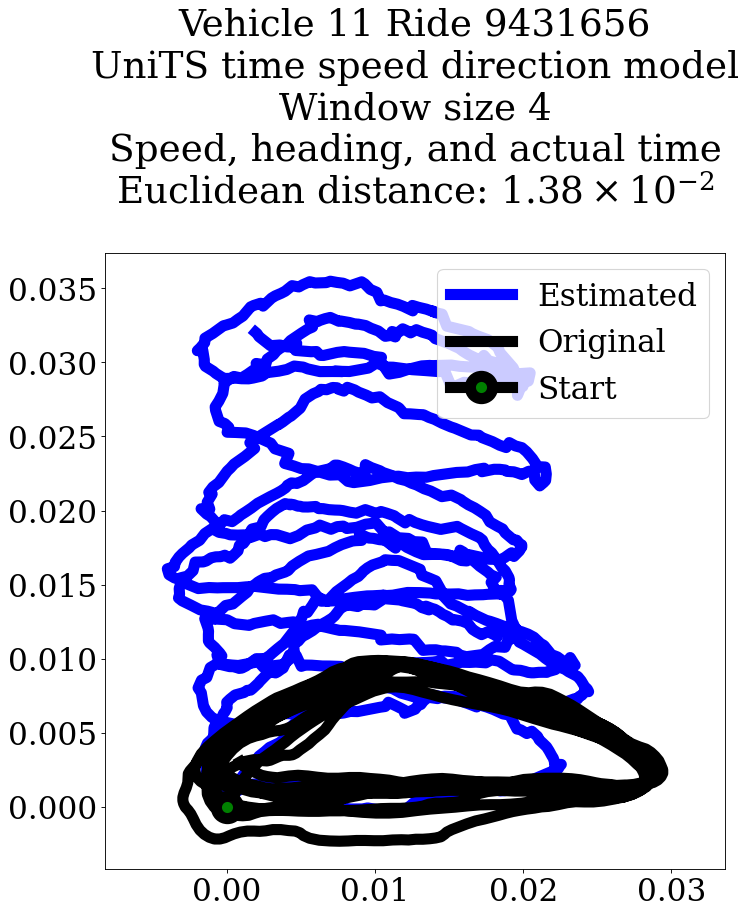 Vehicle 11 Ride 9431656
UniTS time speed direction model
Window size 4
Speed, heading, and actual time
Euclidean distance: 1.38 × 10⁻²
Estimated
Original
Start
0.035
0.030
0.025
0.020
0.015
0.010
0.005
0.000
0.00 0.01 0.02 0.03